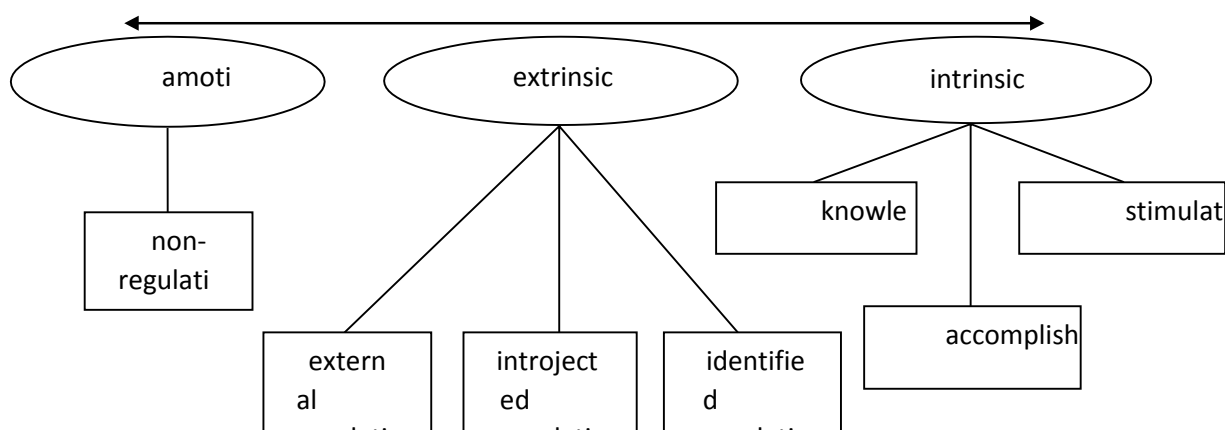 amoti
extrinsic
intrinsic
knowle
stimulat
non-
regulati
accomplish
extern
al
introject
ed
identifie
d